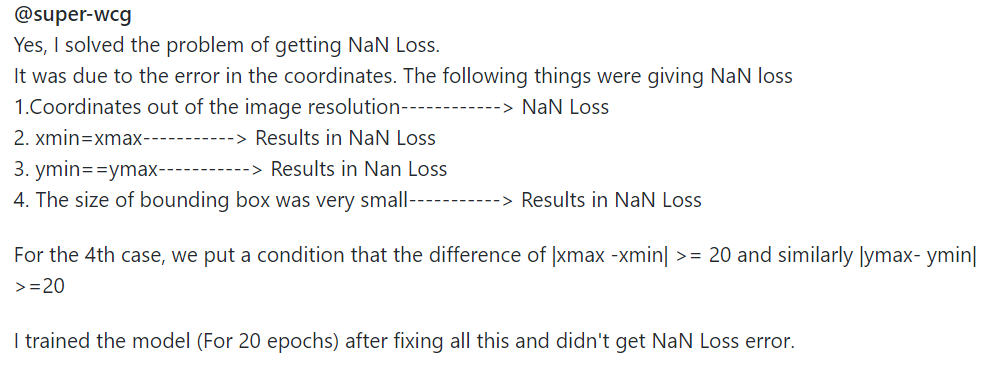 @super-wcg
Yes, I solved the problem of getting NaN Loss.
It was due to the error in the coordinates. The following things were giving NaN loss
1.Coordinates out of the image resolution------------> NaN Loss
2. xmin=xmax-----------> Results in NaN Loss
3. ymin==ymax-----------> Results in Nan Loss
4. The size of bounding box was very small-----------> Results in NaN Loss
For the 4th case, we put a condition that the difference of |xmax -xmin| >= 20 and similarly |ymax- ymin|
>=20
I trained the model (For 20 epochs) after fixing all this and didn't get NaN Loss error.